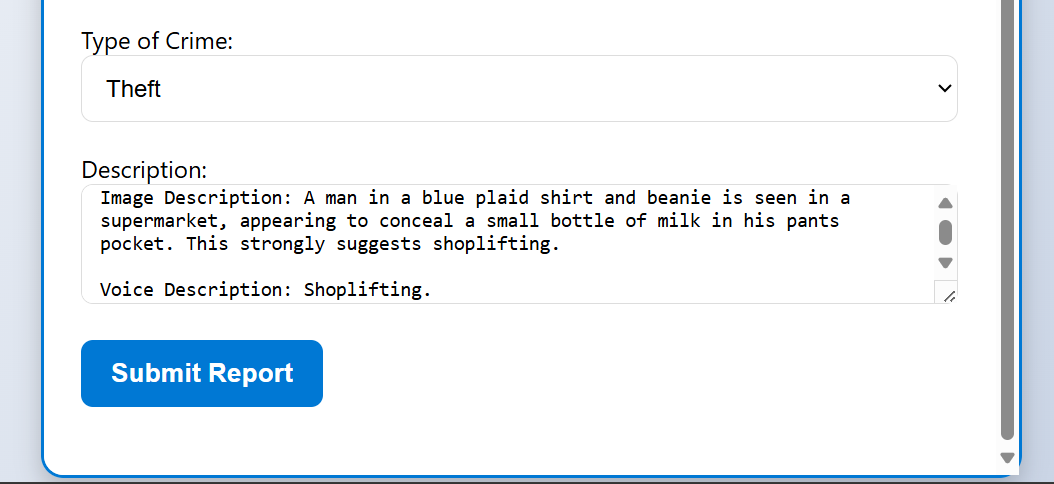 Type of Crime:
Theft
Description:
Image Description: A man in a blue plaid shirt and beanie is seen in a
supermarket, appearing to conceal a small bottle of milk in his pants
pocket. This strongly suggests shoplifting.
Voice Description: Shoplifting.
Submit Report